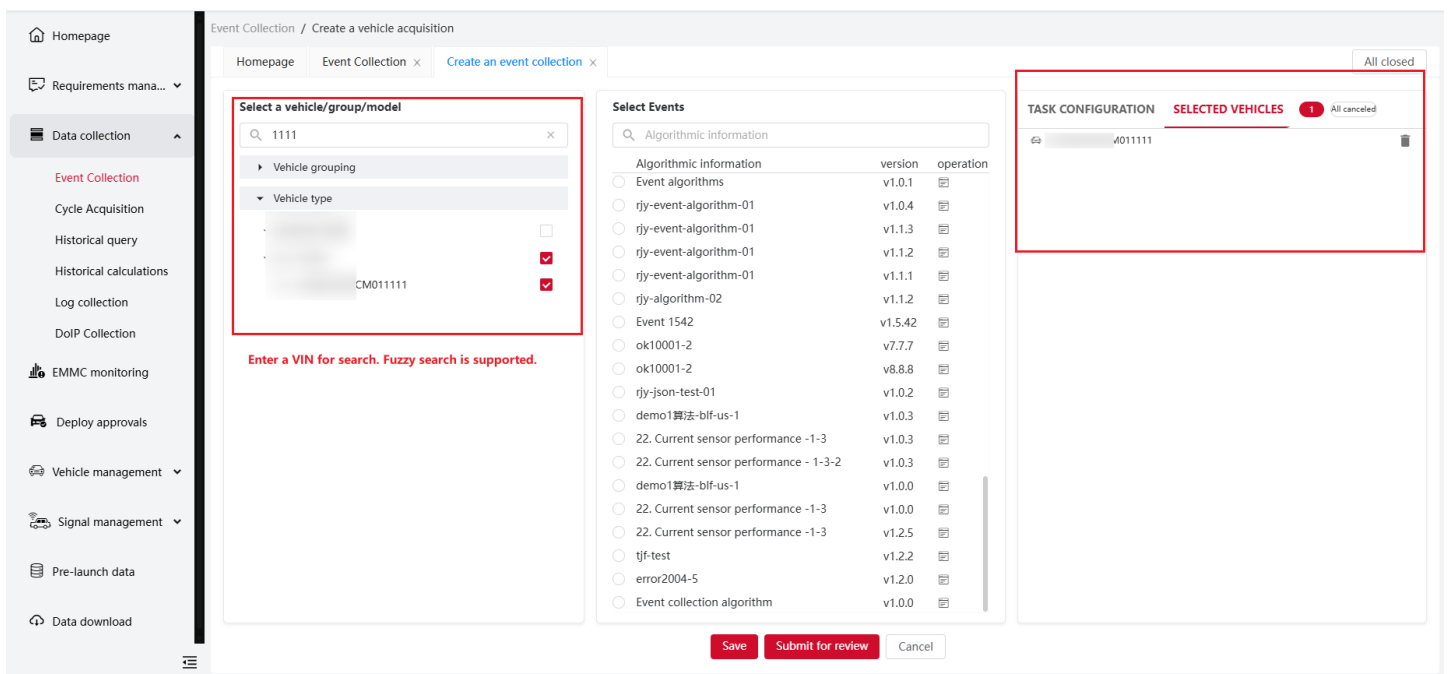 Homepage
Requirements mana...
Data collection
Event Collection
Cycle Acquisition
Historical query
Historical calculations
Log collection
DoIP Collection
EMMC monitoring
Deploy approvals
Vehicle management
Signal management
Pre-launch data
Data download
Event Collection / Create a vehicle acquisition
Homepage Event Collection × Create an event collection ×
All closed
Select a vehicle/group/model
1111 ×
Vehicle grouping
Vehicle type
CM011111
Enter a VIN for search. Fuzzy search is supported.
Select Events
Algorithmic information
Algorithmic information version operation
Event algorithms v1.0.1
rjy-event-algorithm-01 v1.0.4
rjy-event-algorithm-01 v1.1.3
rjy-event-algorithm-01 v1.1.2
rjy-event-algorithm-01 v1.1.1
rjy-algorithm-02 v1.1.2
Event 1542 v1.5.42
ok10001-2 v7.7.7
ok10001-2 v8.8.8
rjy-json-test-01 v1.0.2
demo1算法-blf-us-1 v1.0.3
22. Current sensor performance -1-3 v1.0.3
22. Current sensor performance - 1-3-2 v1.0.3
demo1算法-blf-us-1 v1.0.0
22. Current sensor performance -1-3 v1.0.0
22. Current sensor performance -1-3 v1.2.5
tjf-test v1.2.2
error2004-5 v1.2.0
Event collection algorithm v1.0.0
TASK CONFIGURATION SELECTED VEHICLES 1 All canceled
M011111
Save Submit for review Cancel